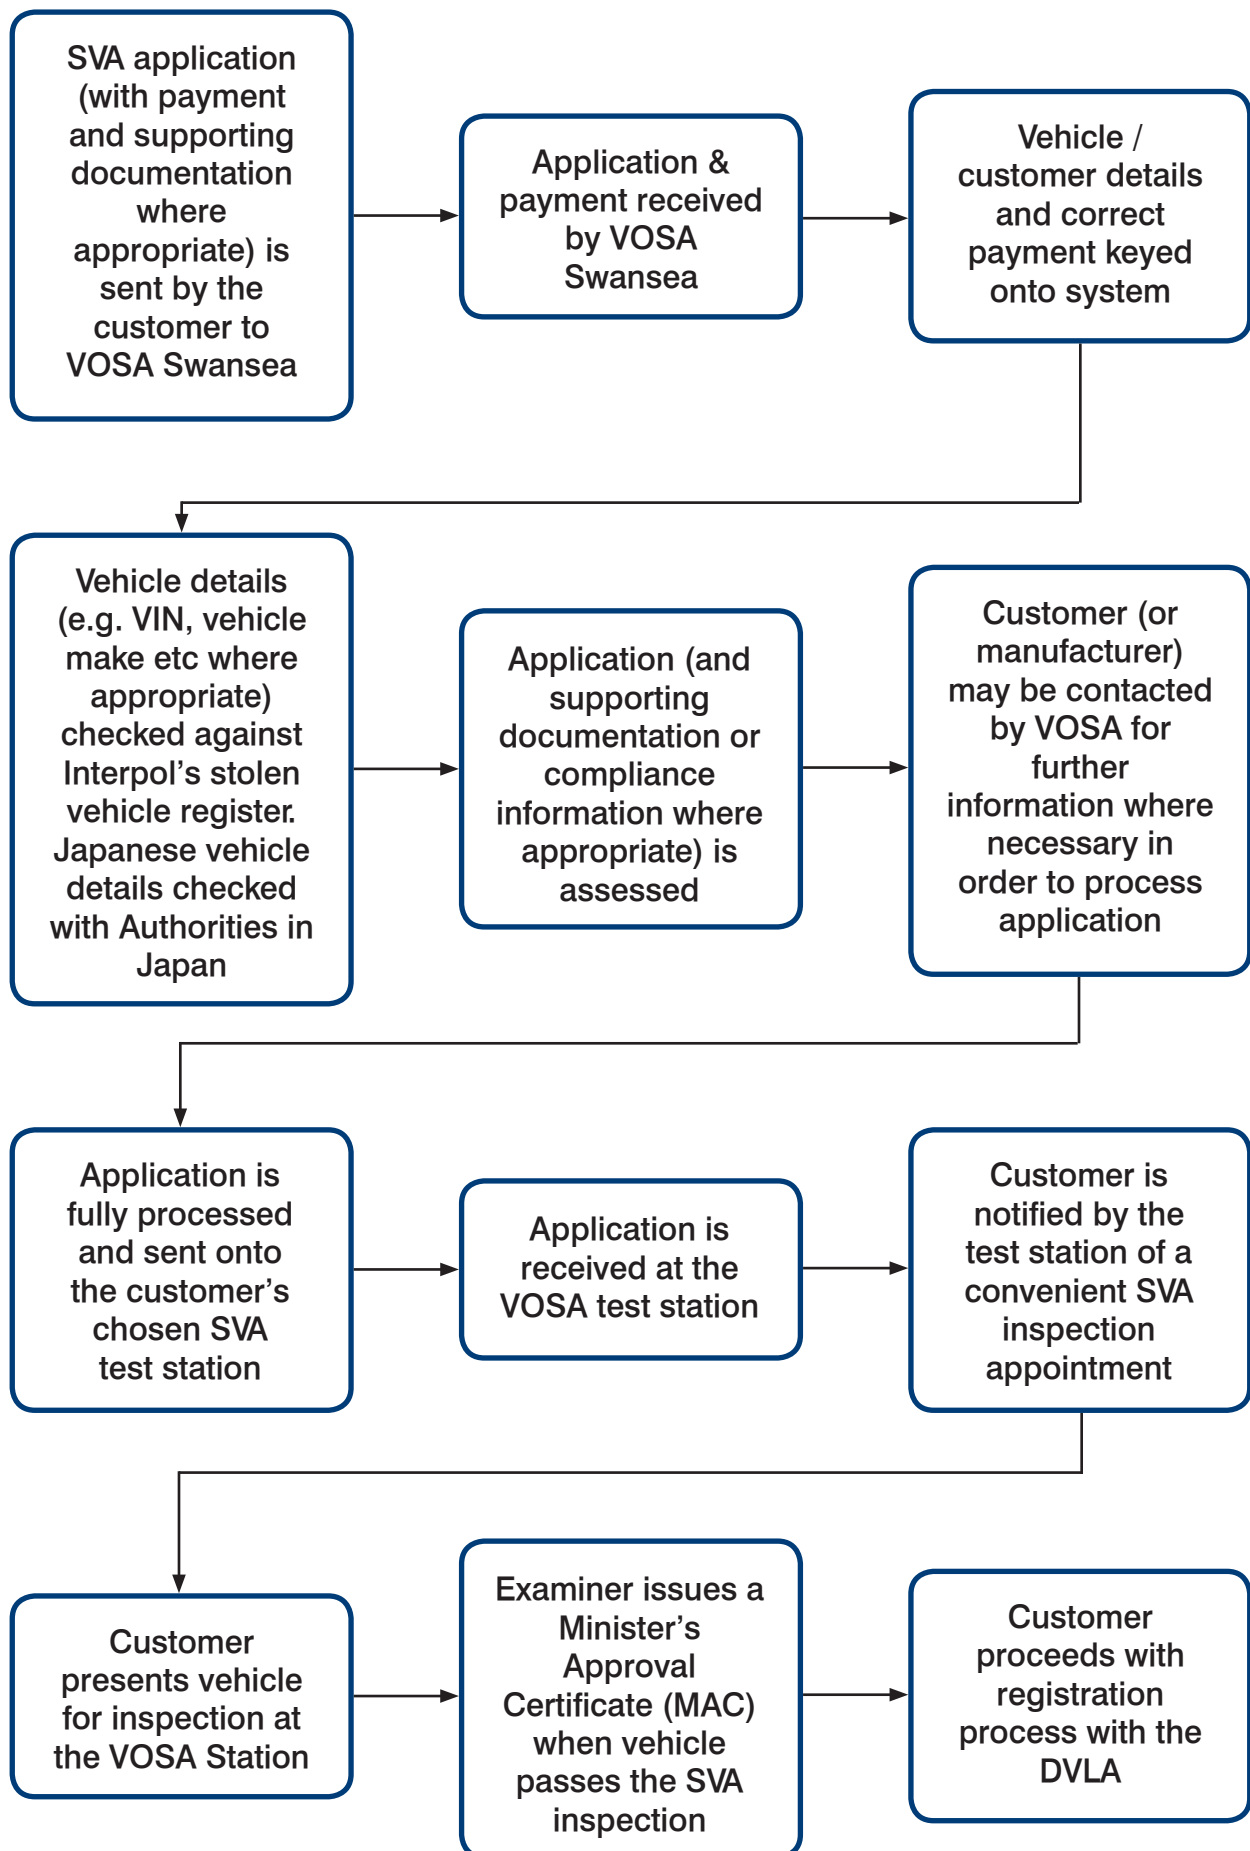 SVA application
(with payment
and supporting
documentation
where
appropriate) is
sent by the
customer to
VOSA Swansea
Application &
payment received
by VOSA
Swansea
Vehicle /
customer details
and correct
payment keyed
onto system
Vehicle details
(e.g. VIN, vehicle
make etc where
appropriate)
checked against
Interpol’s stolen
vehicle register.
Japanese vehicle
details checked
with Authorities in
Japan
Application (and
supporting
documentation or
compliance
information where
appropriate) is
assessed
Customer (or
manufacturer)
may be contacted
by VOSA for
further
information where
necessary in
order to process
application
Application is
fully processed
and sent onto
the customer’s
chosen SVA
test station
Application is
received at the
VOSA test station
Customer is
notified by the
test station of a
convenient SVA
inspection
appointment
Customer
presents vehicle
for inspection at
the VOSA Station
Examiner issues a
Minister’s
Approval
Certificate (MAC)
when vehicle
passes the SVA
inspection
Customer
proceeds with
registration
process with the
DVLA